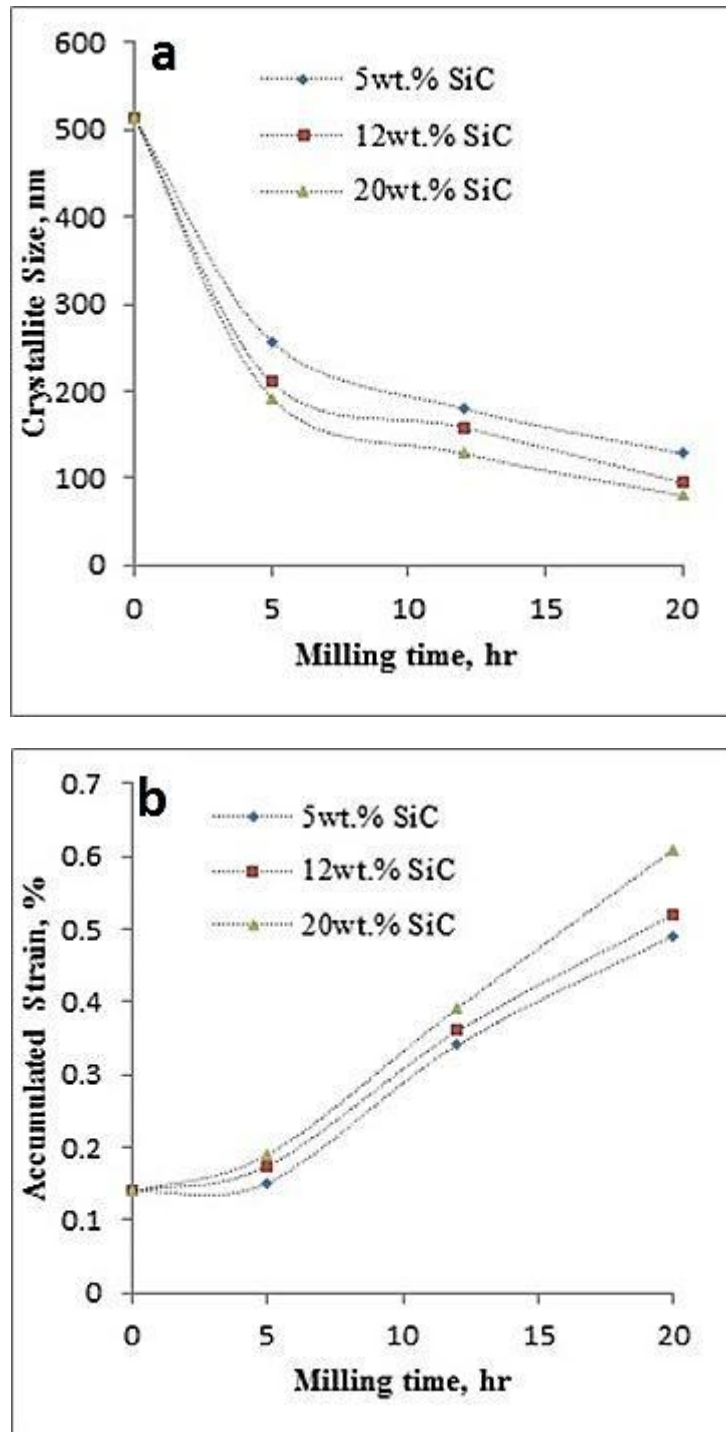 a
600
500
400
300
200
100
0
5wt.% SiC
12wt.% SiC
20wt.% SiC
Crystallite Size, nm
0 5 10 15 20
Milling time, hr
b
0.7
0.6
0.5
0.4
0.3
0.2
0.1
0
5wt.% SiC
12wt.% SiC
20wt.% SiC
Accumulated Strain, %
0 5 10 15 20
Milling time, hr